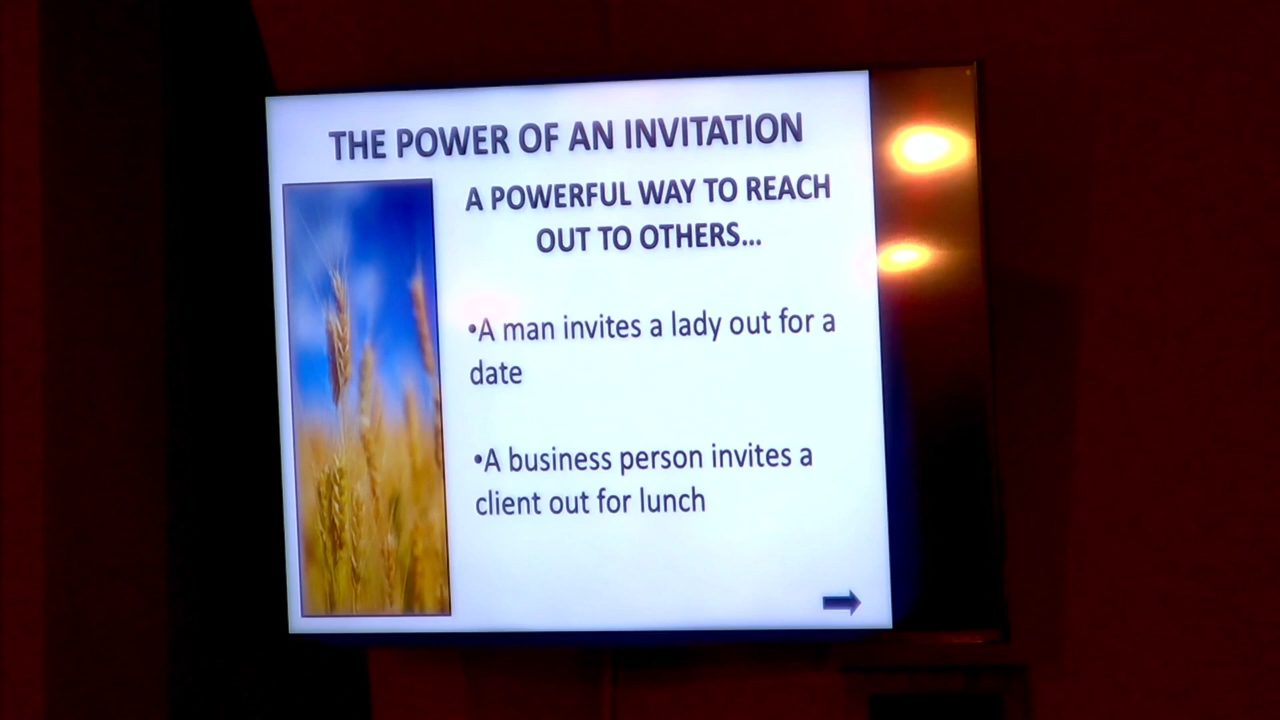 THE POWER OF AN INVITATION
A POWERFUL WAY TO REACH
OUT TO OTHERS...
•A man invites a lady out for a
date
•A business person invites a
client out for lunch